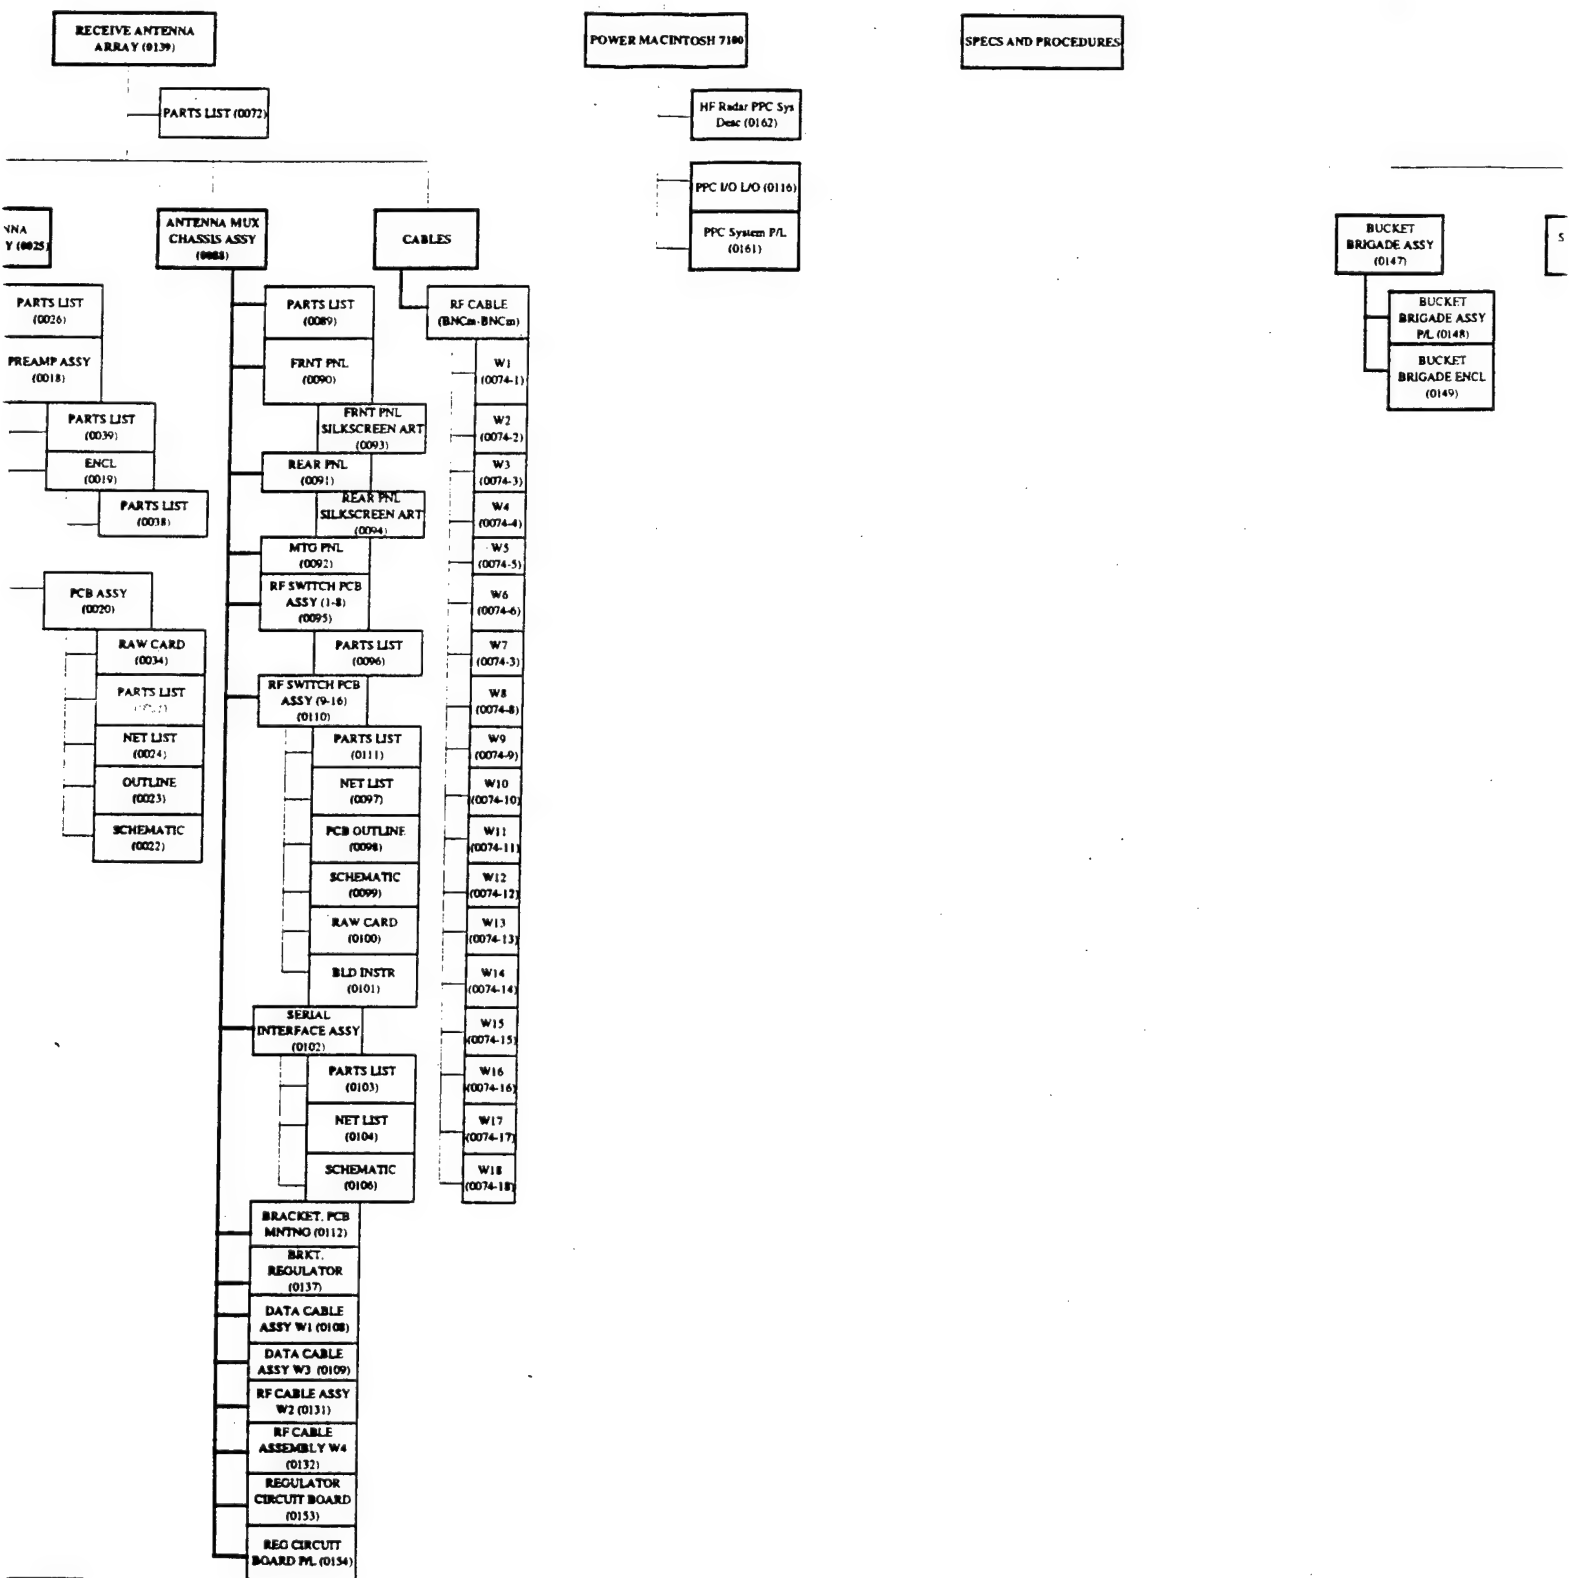 RECEIVE ANTENNA
ARRAY (0139)
POWER MACINTOSH 7100
SPECS AND PROCEDURES
PARTS LIST (0072)
HF Radar PPC Sys
Desc (0162)
PPC I/O L/O (0116)
PPC System P/L
(0161)
NNA
Y (0025)
ANTENNA MUX
CHASSIS ASSY
(0088)
CABLES
BUCKET
BRIGADE ASSY
(0147)
S
BUCKET
BRIGADE ASSY
P/L (0148)
BUCKET
BRIGADE ENCL
(0149)
PARTS LIST
(0026)
PREAMP ASSY
(0018)
PARTS LIST
(0039)
ENCL
(0019)
PARTS LIST
(0038)
PCB ASSY
(0020)
RAW CARD
(0034)
PARTS LIST
NET LIST
(0024)
OUTLINE
(0023)
SCHEMATIC
(0022)
PARTS LIST
(0089)
FRNT PNL
(0090)
FRNT PNL
SILKSCREEN ART
(0093)
REAR PNL
(0091)
REAR PNL
SILKSCREEN ART
(0094)
MTG PNL
(0092)
RF SWITCH PCB
ASSY (1-8)
(0095)
PARTS LIST
(0096)
RF SWITCH PCB
ASSY (9-16)
(0110)
PARTS LIST
(0111)
NET LIST
(0097)
PCB OUTLINE
(0098)
SCHEMATIC
(0099)
RAW CARD
(0100)
BLD INSTR
(0101)
SERIAL
INTERFACE ASSY
(0102)
PARTS LIST
(0103)
NET LIST
(0104)
SCHEMATIC
(0106)
BRACKET, PCB
MNTNG (0112)
BRKT,
REGULATOR
(0137)
DATA CABLE
ASSY W1 (0108)
DATA CABLE
ASSY W3 (0109)
RF CABLE ASSY
W2 (0131)
RF CABLE
ASSEMBLY W4
(0132)
REGULATOR
CIRCUIT BOARD
(0153)
REG CIRCUIT
BOARD P/L (0154)
RF CABLE
(BNCm-BNCm)
W1
(0074-1)
W2
(0074-2)
W3
(0074-3)
W4
(0074-4)
W5
(0074-5)
W6
(0074-6)
W7
(0074-3)
W8
(0074-8)
W9
(0074-9)
W10
(0074-10)
W11
(0074-11)
W12
(0074-12)
W13
(0074-13)
W14
(0074-14)
W15
(0074-15)
W16
(0074-16)
W17
(0074-17)
W18
(0074-18)